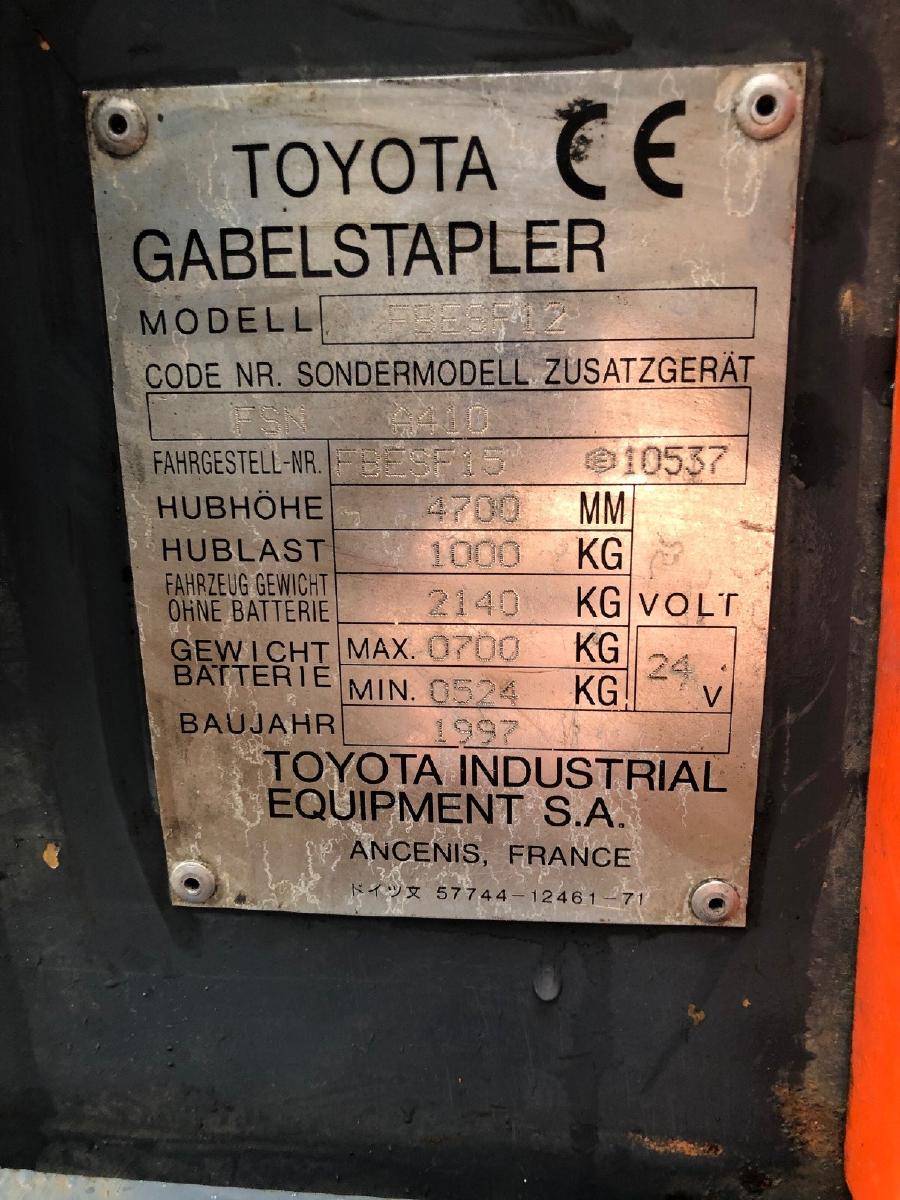 TOYOTA CE
GABELSTAPLER
MODELL FBESF12
CODE NR. SONDERMODELL ZUSATZGERÄT
FSN A410
FAHRGESTELL-NR. FBESF15 Ⓔ10537
HUBHÖHE 4700 MM
HUBLAST 1000 KG
FAHRZEUG GEWICHT
OHNE BATTERIE 2140 KG VOLT
GEWICHT
BATTERIE MAX. 0700 KG
MIN. 0524 KG 24 V
BAUJAHR 1997
TOYOTA INDUSTRIAL
EQUIPMENT S.A.
ANCENIS, FRANCE
ドイツ文 57744-12461-71